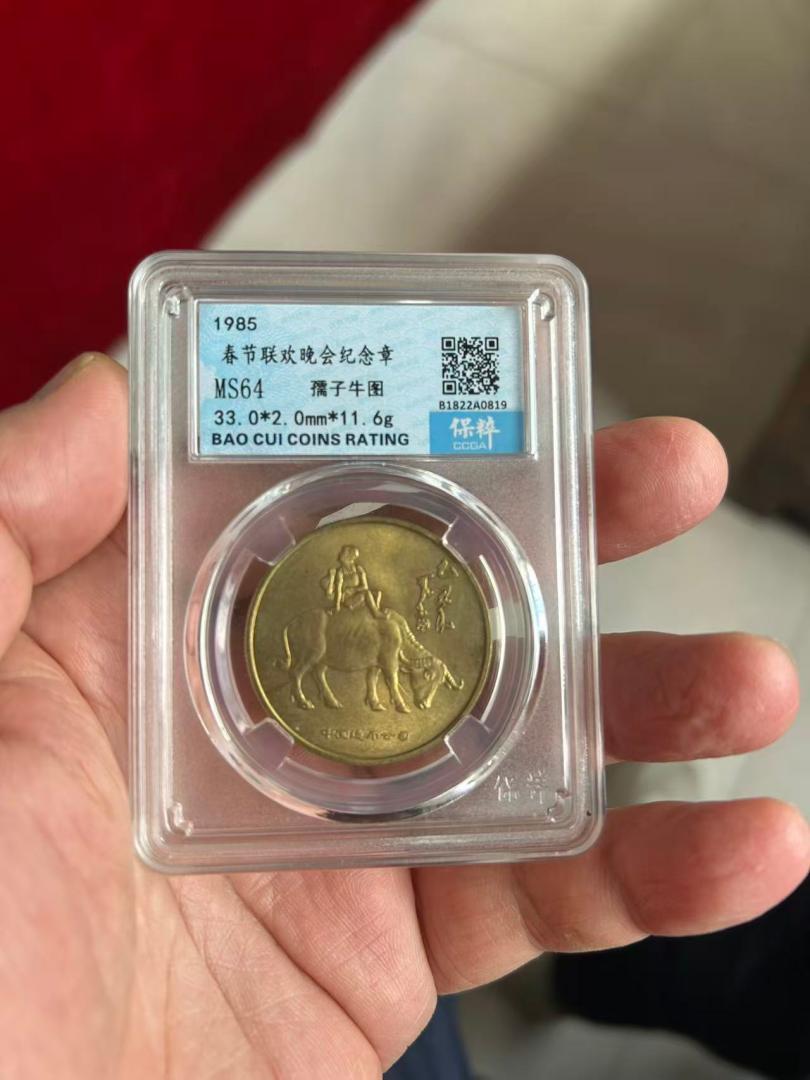 1985
春节联欢晚会纪念章
MS64 孺子牛图
33.0*2.0mm*11.6g
BAO CUI COINS RATING
B1822A0819
保粹
CCGA
保粹